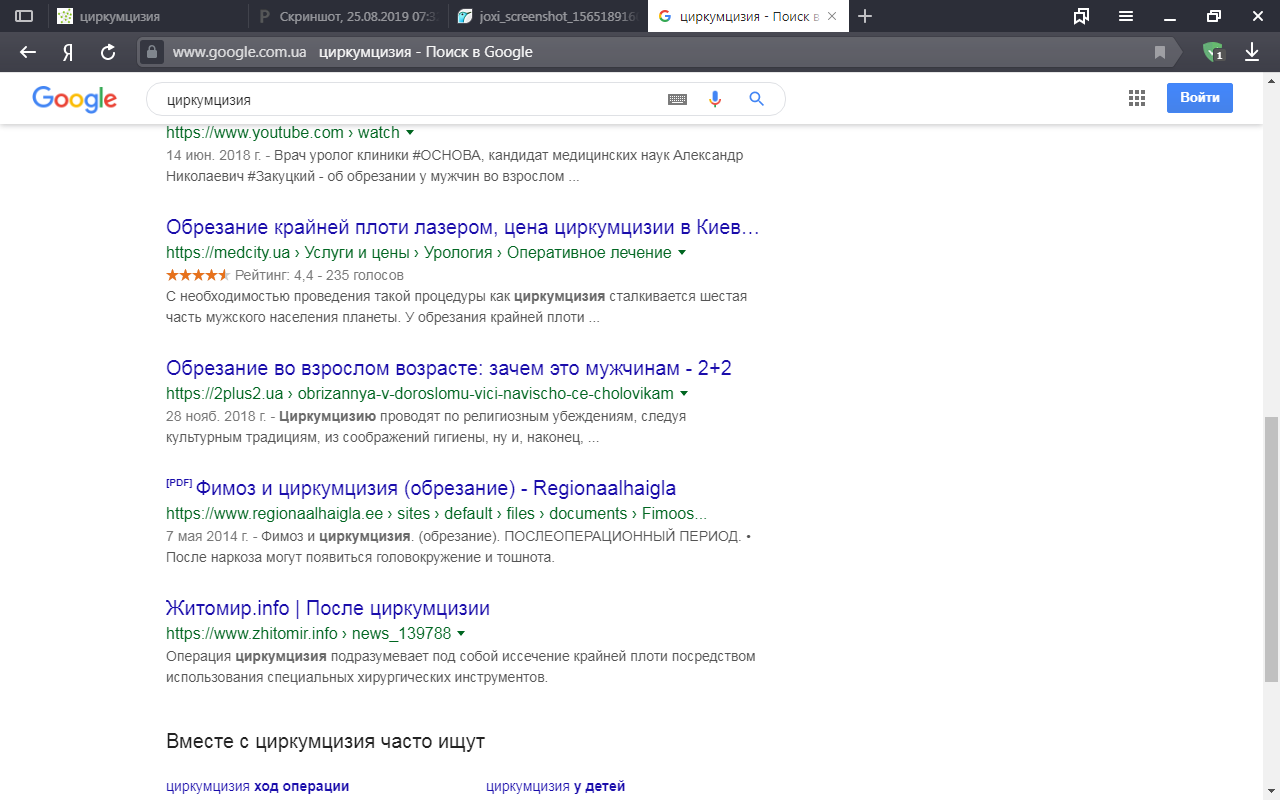 циркумцизия
Скриншот, 25.08.2019 07:3
joxi_screenshot_156518916
циркумцизия - Поиск в
Я
www.google.com.ua циркумцизия - Поиск в Google
1
Google
циркумцизия
Войти
https://www.youtube.com › watch
14 июн. 2018 г. - Врач уролог клиники #ОСНОВА, кандидат медицинских наук Александр
Николаевич #Закуцкий - об обрезании у мужчин во взрослом ...
Обрезание крайней плоти лазером, цена циркумцизии в Киев…
https://medcity.ua › Услуги и цены › Урология › Оперативное лечение
Рейтинг: 4,4 - 235 голосов
С необходимостью проведения такой процедуры как циркумцизия сталкивается шестая
часть мужского населения планеты. У обрезания крайней плоти ...
Обрезание во взрослом возрасте: зачем это мужчинам - 2+2
https://2plus2.ua › obrizannya-v-doroslomu-vici-navischo-ce-cholovikam
28 нояб. 2018 г. - Циркумцизию проводят по религиозным убеждениям, следуя
культурным традициям, из соображений гигиены, ну и, наконец, ...
[PDF] Фимоз и циркумцизия (обрезание) - Regionaalhaigla
https://www.regionaalhaigla.ee › sites › default › files › documents › Fimoos...
7 мая 2014 г. - Фимоз и циркумцизия. (обрезание). ПОСЛЕОПЕРАЦИОННЫЙ ПЕРИОД. •
После наркоза могут появиться головокружение и тошнота.
Житомир.info | После циркумцизии
https://www.zhitomir.info › news_139788
Операция циркумцизия подразумевает под собой иссечение крайней плоти посредством
использования специальных хирургических инструментов.
Вместе с циркумцизия часто ищут
циркумцизия ход операции
циркумцизия у детей